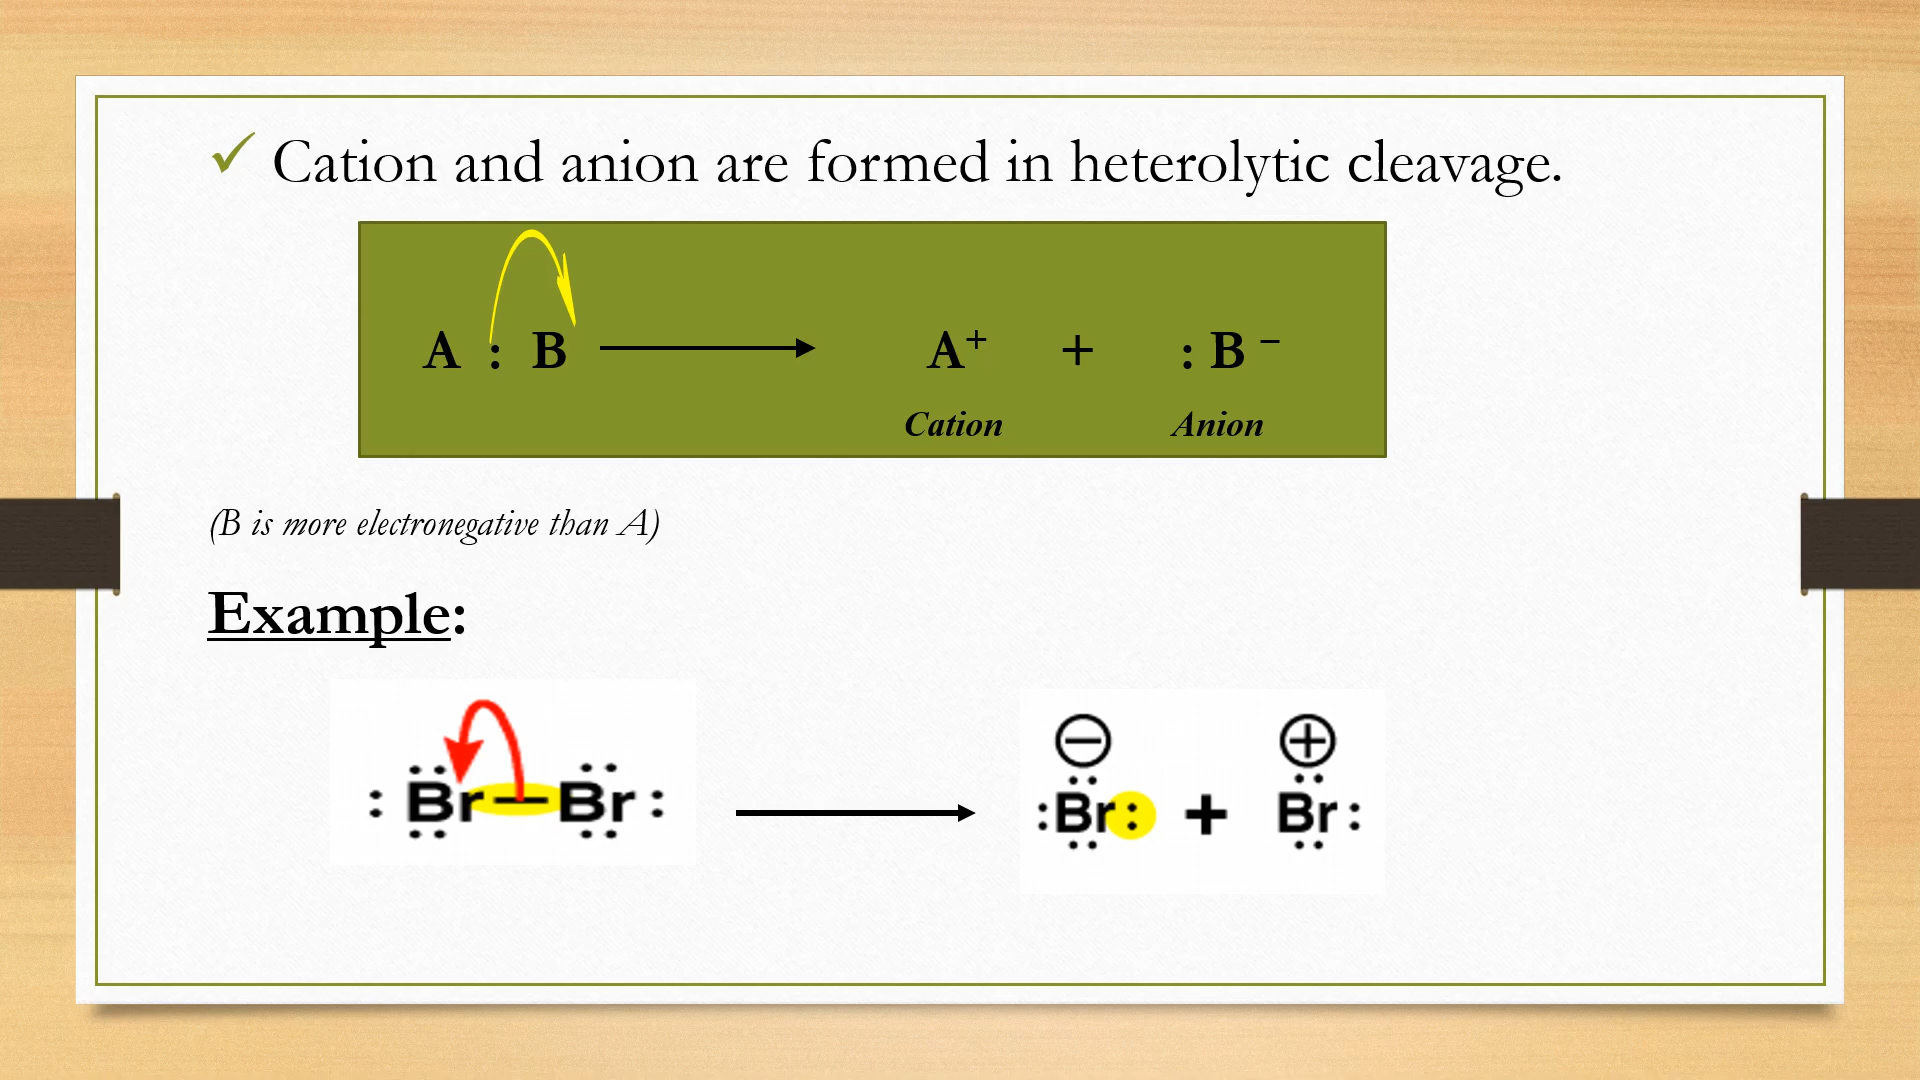 ✓ Cation and anion are formed in heterolytic cleavage.
A : B ⟶ A⁺ + : B ⁻
Cation Anion
(B is more electronegative than A)
Example:
: Br — Br : ⟶ ⊖ :Br: + ⊕ Br :